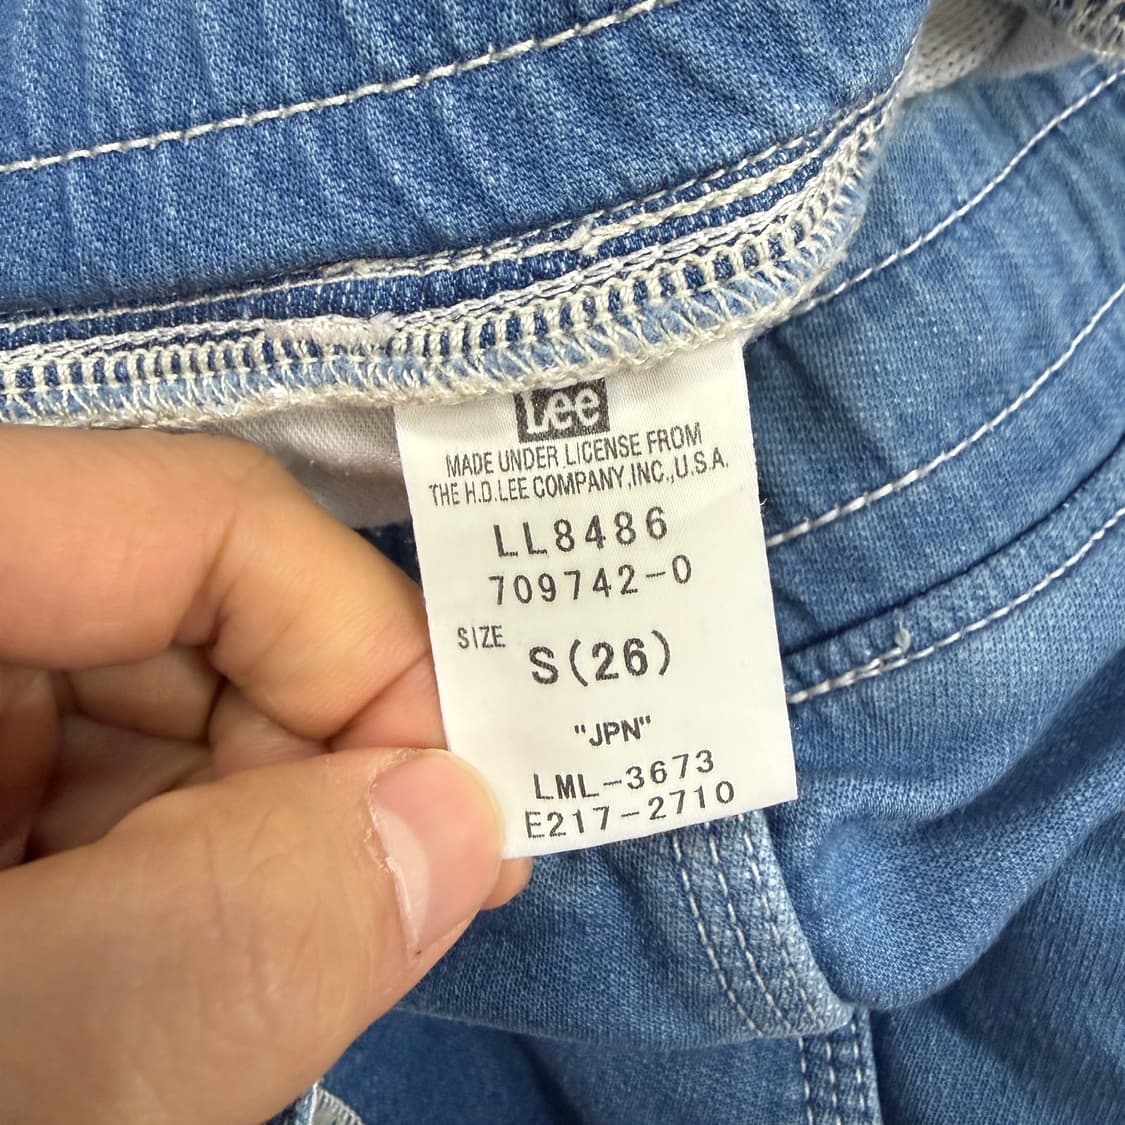 Lee
MADE UNDER LICENSE FROM
THE H.D.LEE COMPANY,INC.,U.S.A.
LL8486
709742-0
SIZE S(26)
"JPN"
LML-3673
E217-2710